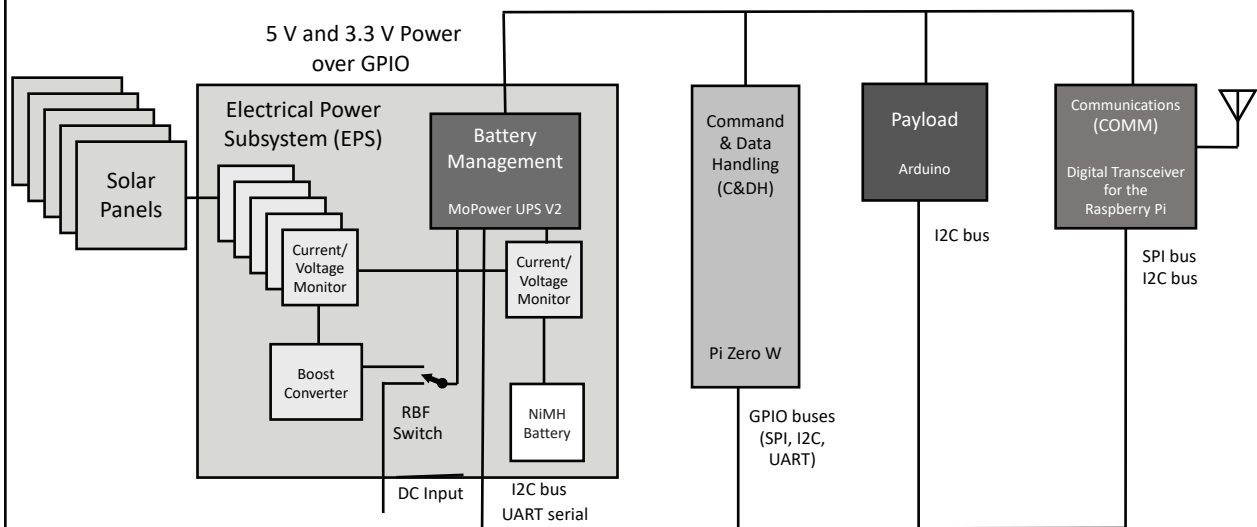 5 V and 3.3 V Power
over GPIO
Solar
Panels
Electrical Power
Subsystem (EPS)
Battery
Management
MoPower UPS V2
Current/
Voltage
Monitor
Current/
Voltage
Monitor
Boost
Converter
RBF
Switch
NiMH
Battery
DC Input
I2C bus
UART serial
Command
& Data
Handling
(C&DH)
Pi Zero W
GPIO buses
(SPI, I2C,
UART)
Payload
Arduino
I2C bus
Communications
(COMM)
Digital Transceiver
for the
Raspberry Pi
SPI bus
I2C bus